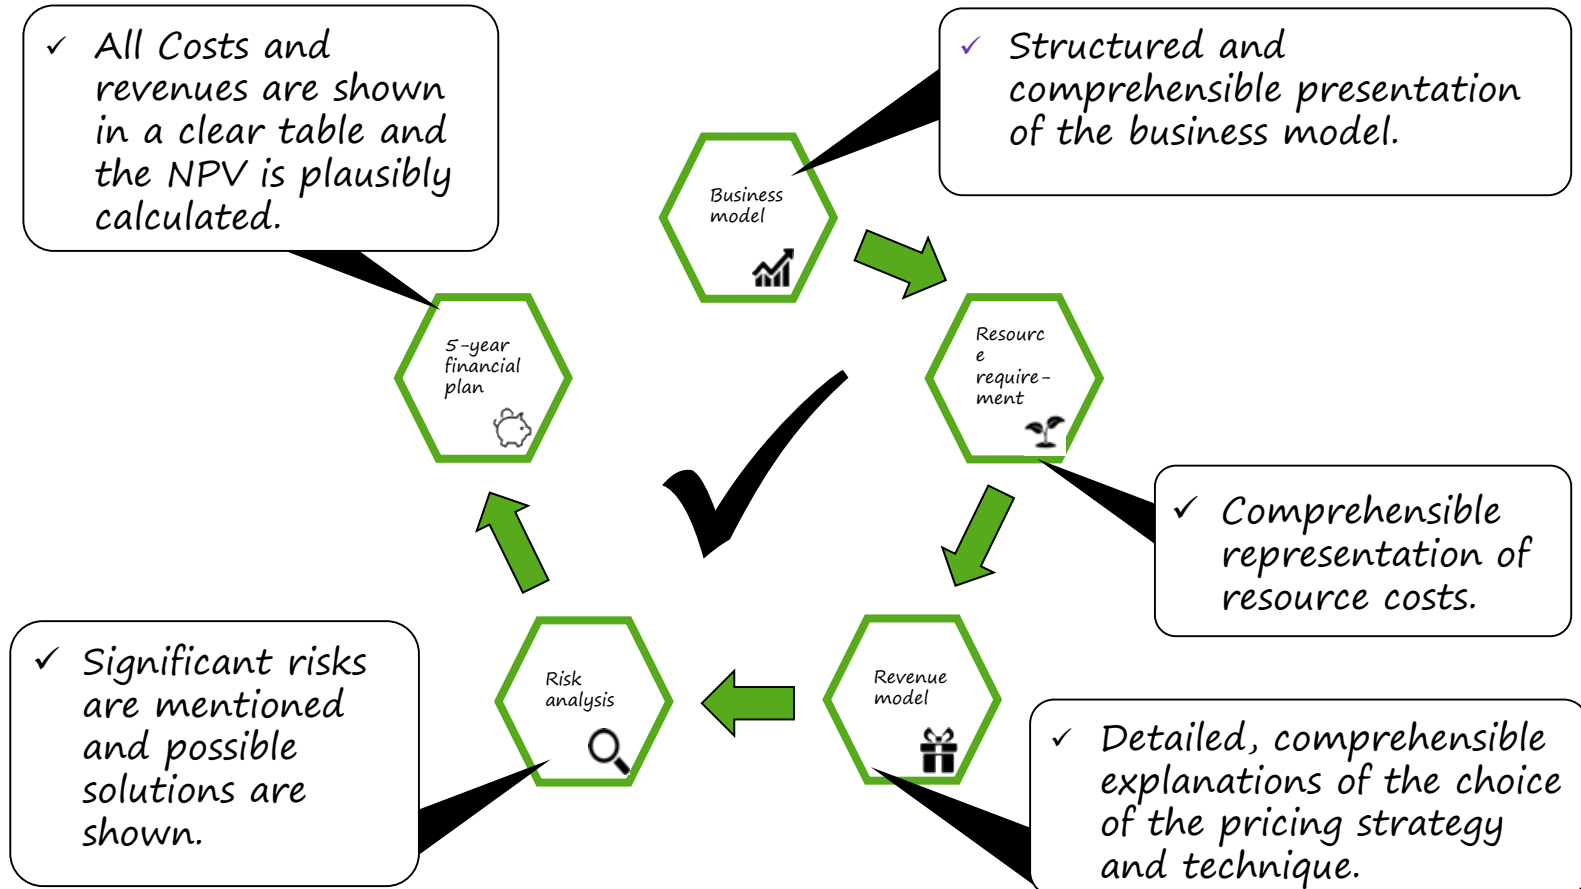 ✓ All Costs and
revenues are shown
in a clear table and
the NPV is plausibly
calculated.
✓ Structured and
comprehensible presentation
of the business model.
Business
model
5-year
financial
plan
Resourc
e
require-
ment
✓ Comprehensible
representation of
resource costs.
✓ Significant risks
are mentioned
and possible
solutions are
shown.
Risk
analysis
Revenue
model
✓ Detailed, comprehensible
explanations of the choice
of the pricing strategy
and technique.